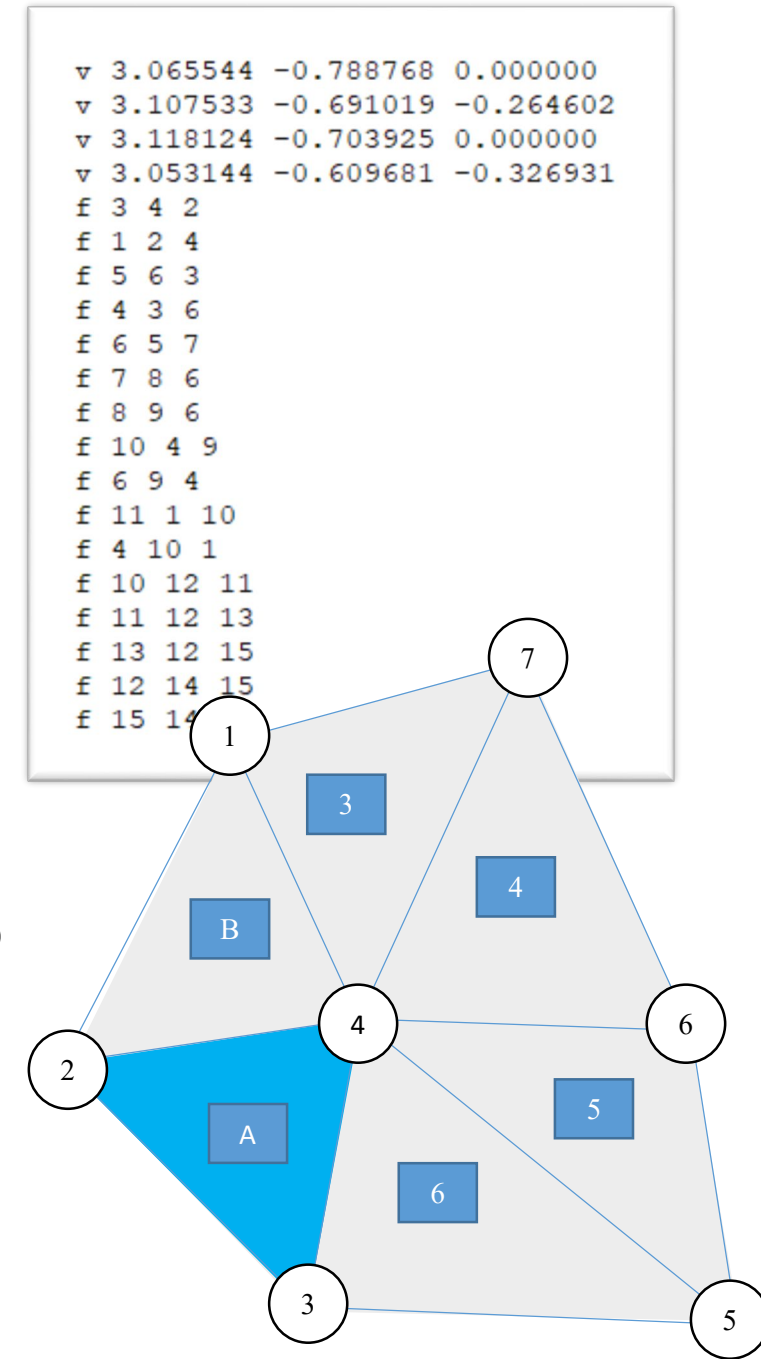 v 3.065544 -0.788768 0.000000
v 3.107533 -0.691019 -0.264602
v 3.118124 -0.703925 0.000000
v 3.053144 -0.609681 -0.326931
f 3 4 2
f 1 2 4
f 5 6 3
f 4 3 6
f 6 5 7
f 7 8 6
f 8 9 6
f 10 4 9
f 6 9 4
f 11 1 10
f 4 10 1
f 10 12 11
f 11 12 13
f 13 12 15
f 12 14 15
f 15 14
7
1
3
4
B
)
4
6
2
5
A
6
3
5